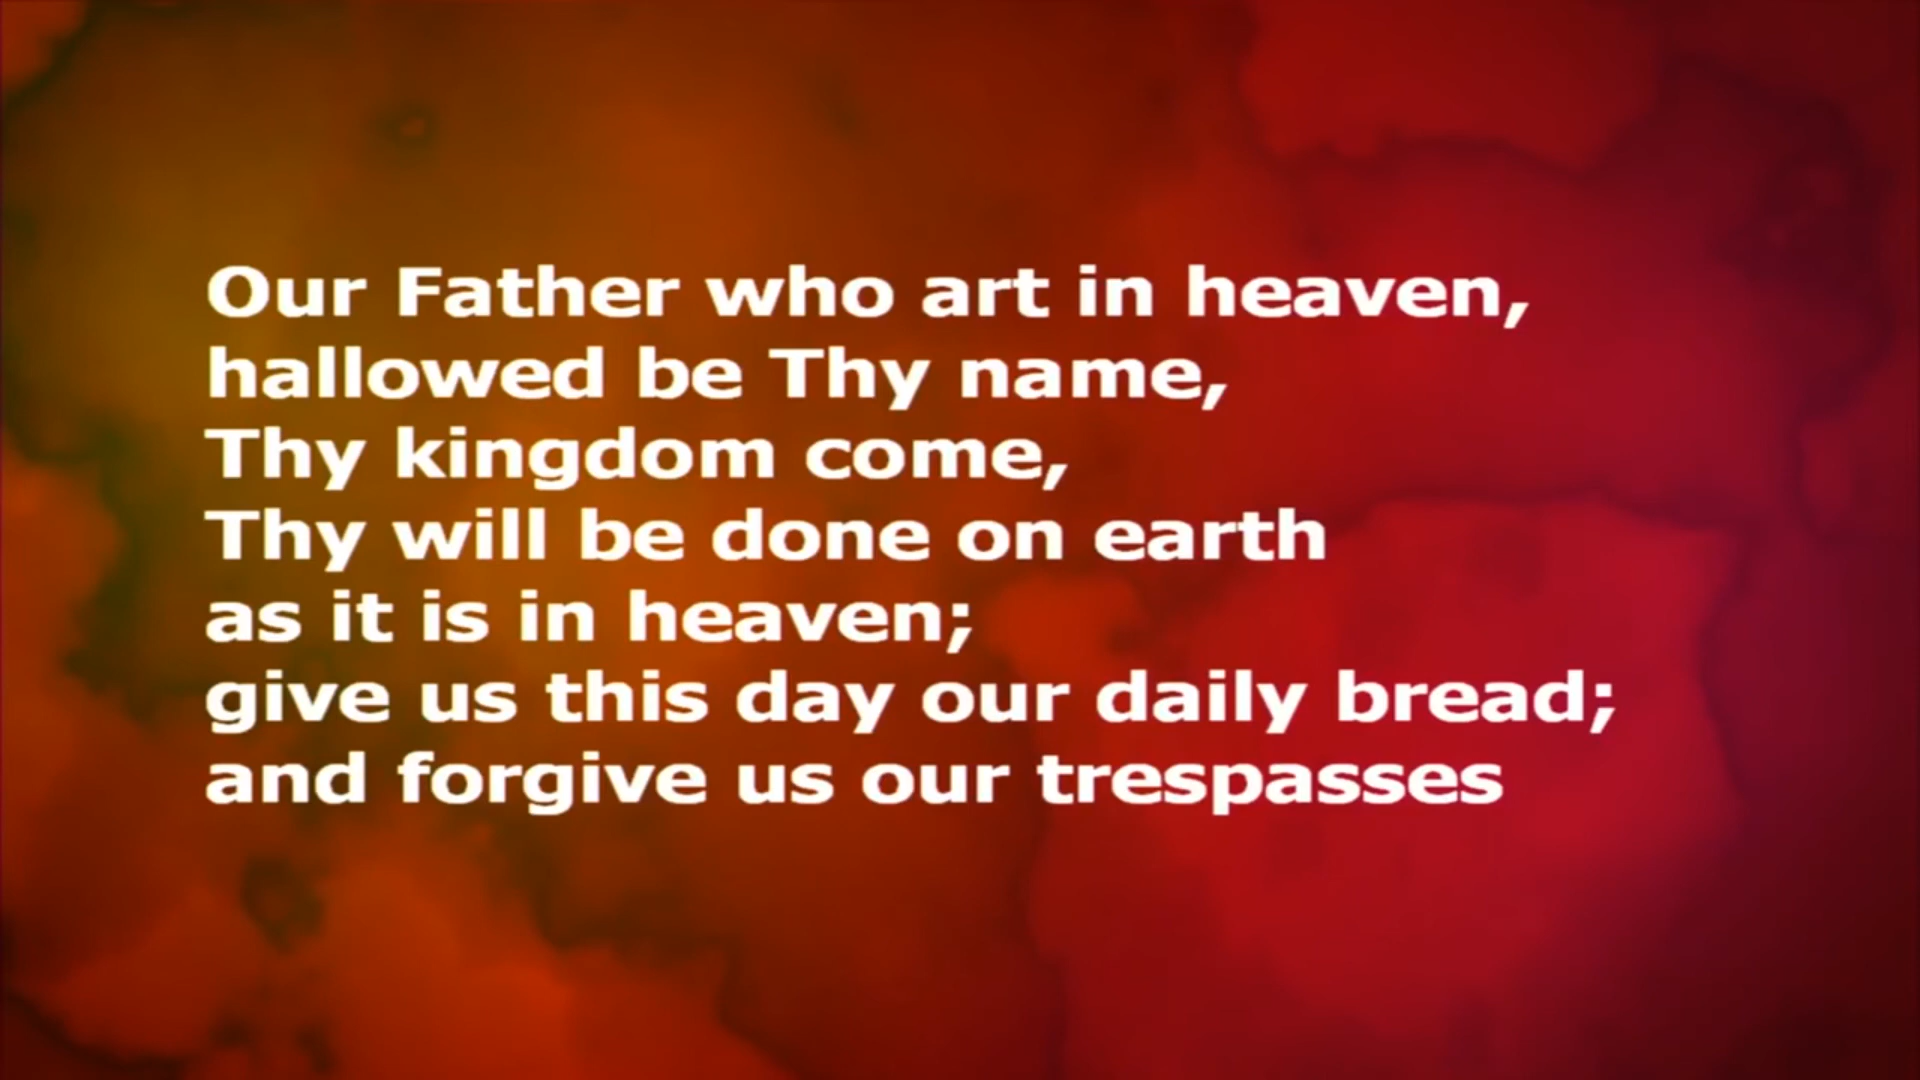 Our Father who art in heaven,
hallowed be Thy name,
Thy kingdom come,
Thy will be done on earth
as it is in heaven;
give us this day our daily bread;
and forgive us our trespasses